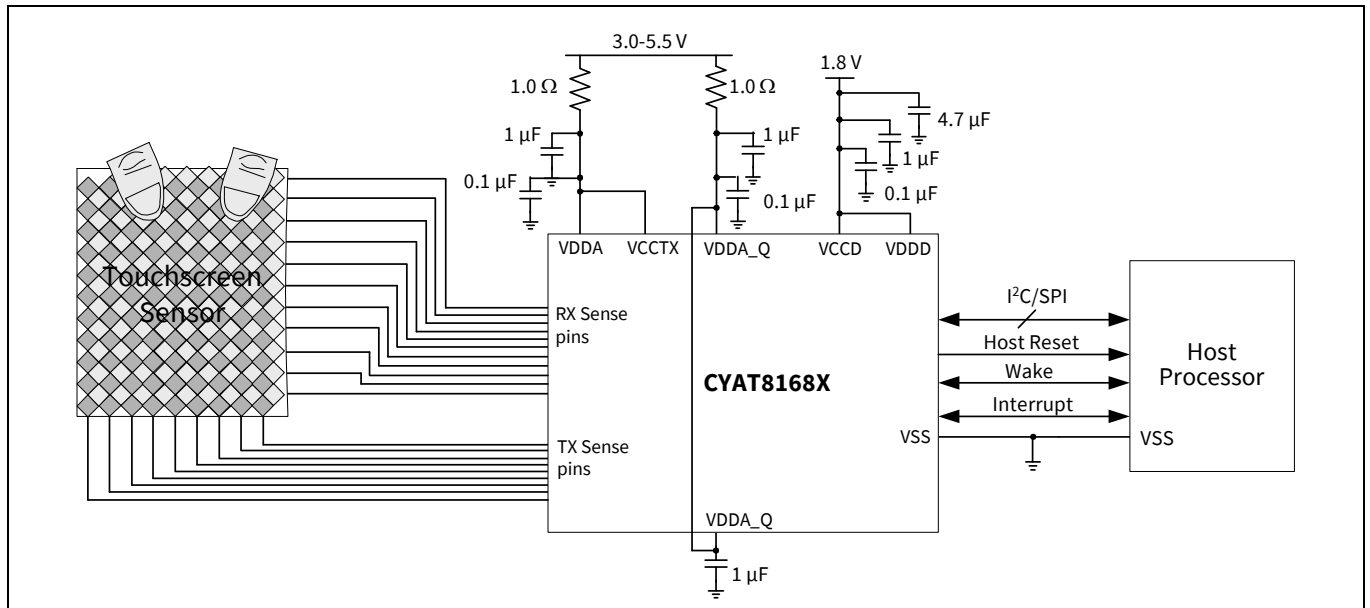 3.0-5.5 V
1.8 V
1.0 Ω
1.0 Ω
4.7 µF
1 µF
1 µF
1 µF
0.1 µF
0.1 µF
0.1 µF
VDDA
VCCTX
VDDA_Q
VCCD
VDDD
Touchscreen
Sensor
RX Sense
pins
I²C/SPI
Host Reset
Wake
Interrupt
Host
Processor
CYAT8168X
VSS
VSS
TX Sense
pins
VDDA_Q
1 µF